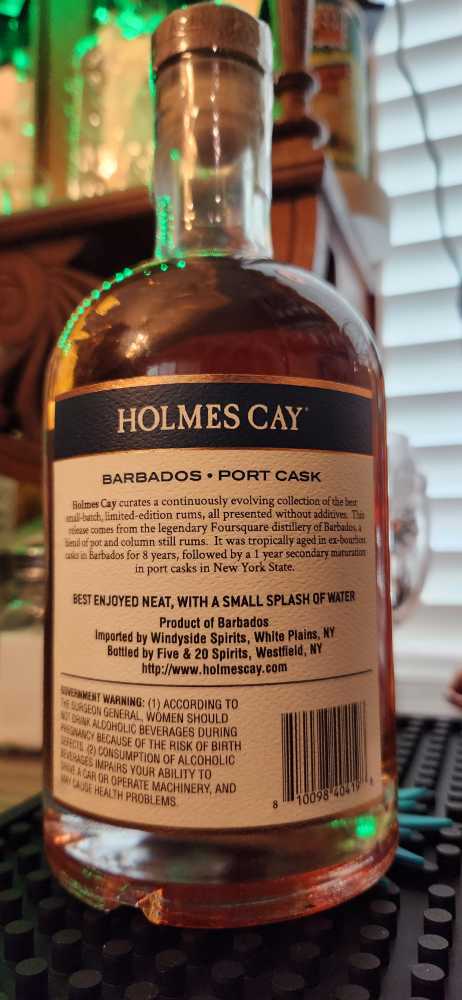 HOLMES CAY
BARBADOS • PORT CASK
Holmes Cay curates a continuously evolving collection of the best
small-batch, limited-edition rums, all presented without additives. This
release comes from the legendary Foursquare distillery of Barbados, a
blend of pot and column still rums. It was tropically aged in ex-bourbon
casks in Barbados for 8 years, followed by a 1 year secondary maturation
in port casks in New York State.
BEST ENJOYED NEAT, WITH A SMALL SPLASH OF WATER
Product of Barbados
Imported by Windyside Spirits, White Plains, NY
Bottled by Five & 20 Spirits, Westfield, NY
http://www.holmescay.com
GOVERNMENT WARNING: (1) ACCORDING TO
THE SURGEON GENERAL, WOMEN SHOULD
NOT DRINK ALCOHOLIC BEVERAGES DURING
PREGNANCY BECAUSE OF THE RISK OF BIRTH
DEFECTS. (2) CONSUMPTION OF ALCOHOLIC
BEVERAGES IMPAIRS YOUR ABILITY TO
DRIVE A CAR OR OPERATE MACHINERY, AND
MAY CAUSE HEALTH PROBLEMS.
8 10098 40419